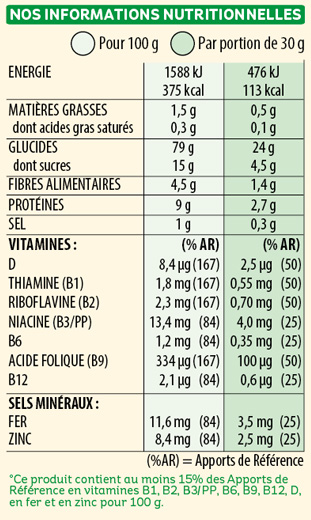 NOS INFORMATIONS NUTRITIONNELLES
Pour 100 g Par portion de 30 g
ENERGIE 1588 kJ 476 kJ
375 kcal 113 kcal
MATIÈRES GRASSES 1,5 g 0,5 g
dont acides gras saturés 0,3 g 0,1 g
GLUCIDES 79 g 24 g
dont sucres 15 g 4,5 g
FIBRES ALIMENTAIRES 4,5 g 1,4 g
PROTÉINES 9 g 2,7 g
SEL 1 g 0,3 g
VITAMINES : (% AR) (% AR)
D 8,4 µg (167) 2,5 µg (50)
THIAMINE (B1) 1,8 mg (167) 0,55 mg (50)
RIBOFLAVINE (B2) 2,3 mg (167) 0,70 mg (50)
NIACINE (B3/PP) 13,4 mg (84) 4,0 mg (25)
B6 1,2 mg (84) 0,35 mg (25)
ACIDE FOLIQUE (B9) 334 µg (167) 100 µg (50)
B12 2,1 µg (84) 0,6 µg (25)
SELS MINÉRAUX :
FER 11,6 mg (84) 3,5 mg (25)
ZINC 8,4 mg (84) 2,5 mg (25)
(%AR) = Apports de Référence
*Ce produit contient au moins 15% des Apports de
Référence en vitamines B1, B2, B3/PP, B6, B9, B12, D,
en fer et en zinc pour 100 g.